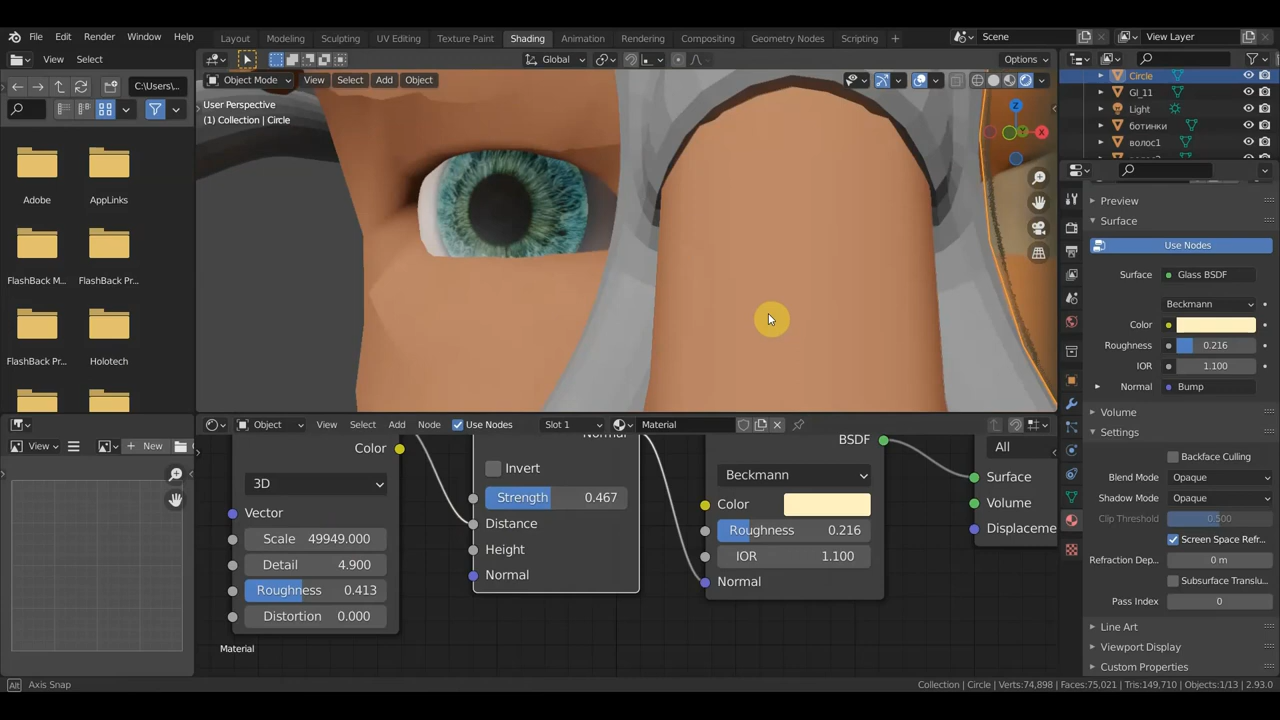 File Edit Render Window Help
Layout Modeling Sculpting UV Editing Texture Paint Shading Animation Rendering Compositing Geometry Nodes Scripting
Scene
View Layer
View Select
Global
Options
C:\Users\...
Object Mode View Select Add Object
User Perspective
(1) Collection | Circle
Z
X
Y
Adobe
AppLinks
FlashBack M...
FlashBack Pr...
FlashBack Pr...
Holotech
Circle
Gl_11
Light
ботинки
волос1
Preview
Surface
Use Nodes
Surface Glass BSDF
Beckmann
Color
Roughness 0.216
IOR 1.100
Normal Bump
Volume
Settings
Backface Culling
Blend Mode Opaque
Shadow Mode Opaque
Clip Threshold 0.500
Screen Space Refr...
Refraction Dep... 0 m
Subsurface Translu...
Pass Index 0
Line Art
Viewport Display
Custom Properties
View
New
Object View Select Add Node Use Nodes Slot 1 Material
Color
3D
Vector
Scale 49949.000
Detail 4.900
Roughness 0.413
Distortion 0.000
Material
Normal
Invert
Strength 0.467
Distance
Height
Normal
BSDF
Beckmann
Color
Roughness 0.216
IOR 1.100
Normal
All
Surface
Volume
Displaceme
Alt Axis Snap
Collection | Circle | Verts:74,898 | Faces:75,021 | Tris:149,710 | Objects:1/13 | 2.93.0